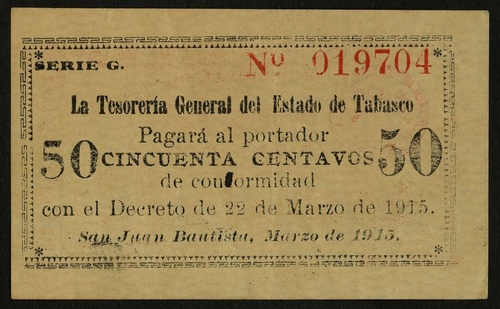 SERIE G. Nº 019704
La Tesorería General del Estado de Tabasco
Pagará al portador
50 CINCUENTA CENTAVOS 50
de conformidad
con el Decreto de 22 de Marzo de 1915.
San Juan Bautista, Marzo de 1915.